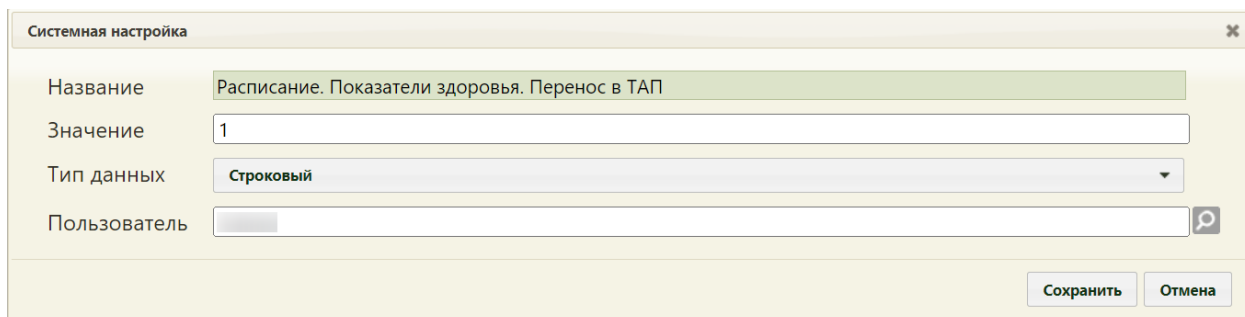 Системная настройка
Название Расписание. Показатели здоровья. Перенос в ТАП
Значение 1
Тип данных Строковый
Пользователь
Сохранить Отмена